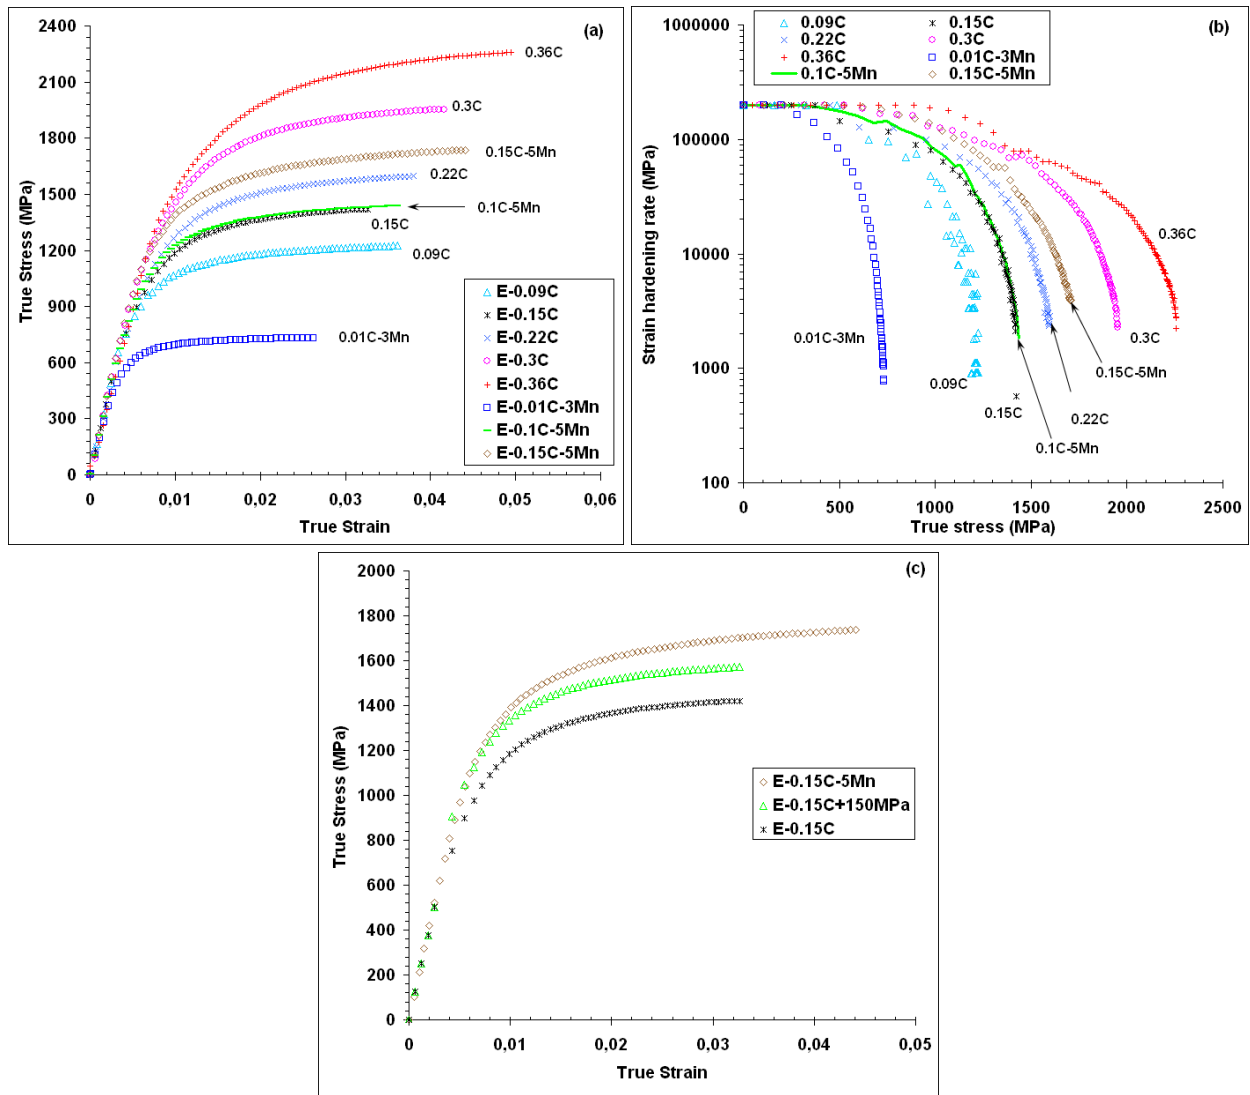 (a)
2400
2100
1800
1500
1200
900
600
300
0
True Stress (MPa)
0.36C
0.3C
0.15C-5Mn
0.22C
0.1C-5Mn
0.15C
0.09C
0.01C-3Mn
E-0.09C
E-0.15C
E-0.22C
E-0.3C
E-0.36C
E-0.01C-3Mn
E-0.1C-5Mn
E-0.15C-5Mn
0 0,01 0,02 0,03 0,04 0,05 0,06
True Strain
(b)
0.09C 0.15C
0.22C 0.3C
0.36C 0.01C-3Mn
0.1C-5Mn 0.15C-5Mn
1000000
100000
10000
1000
100
Strain hardening rate (MPa)
0.36C
0.01C-3Mn
0.3C
0.15C-5Mn
0.09C
0.15C
0.22C
0.1C-5Mn
0 500 1000 1500 2000 2500
True stress (MPa)
(c)
2000
1800
1600
1400
1200
1000
800
600
400
200
0
True Stress (MPa)
E-0.15C-5Mn
E-0.15C+150MPa
E-0.15C
0 0,01 0,02 0,03 0,04 0,05
True Strain